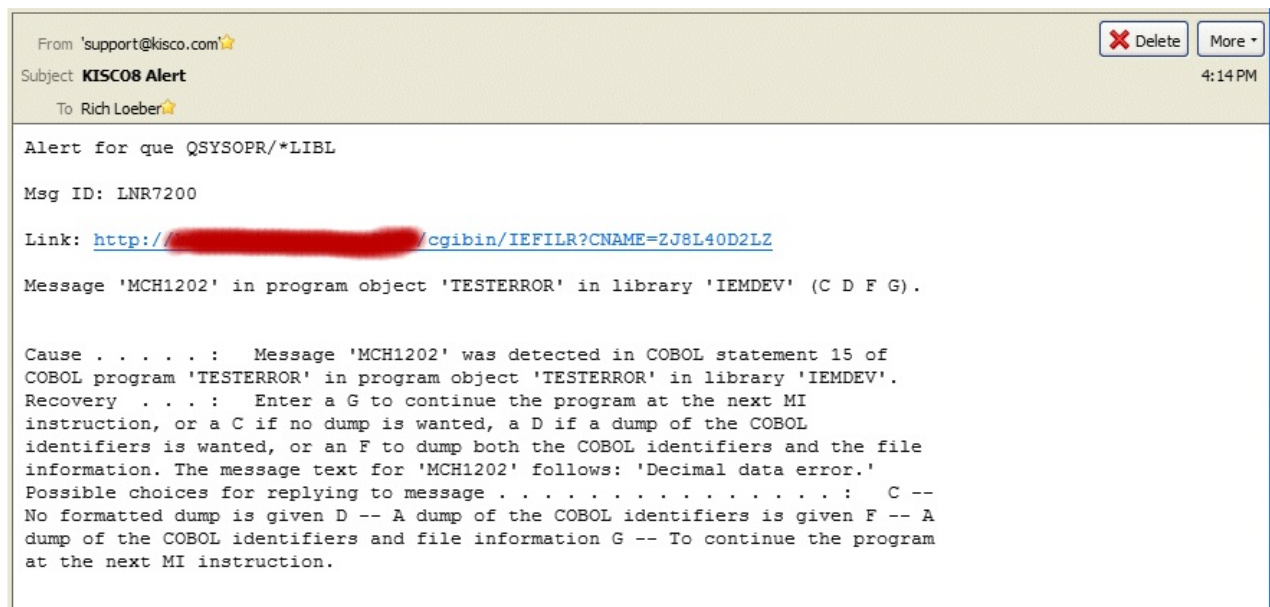 From 'support@kisco.com'
Delete
More
Subject KISCO8 Alert
4:14 PM
To Rich Loeber
Alert for que QSYSOPR/*LIBL
Msg ID: LNR7200
Link: http:// /cgibin/IEFILR?CNAME=ZJ8L40D2LZ
Message 'MCH1202' in program object 'TESTERROR' in library 'IEMDEV' (C D F G).
Cause . . . . . :   Message 'MCH1202' was detected in COBOL statement 15 of
COBOL program 'TESTERROR' in program object 'TESTERROR' in library 'IEMDEV'.
Recovery  . . . :   Enter a G to continue the program at the next MI
instruction, or a C if no dump is wanted, a D if a dump of the COBOL
identifiers is wanted, or an F to dump both the COBOL identifiers and the file
information. The message text for 'MCH1202' follows: 'Decimal data error.'
Possible choices for replying to message . . . . . . . . . . . . . . . :   C --
No formatted dump is given D -- A dump of the COBOL identifiers is given F -- A
dump of the COBOL identifiers and file information G -- To continue the program
at the next MI instruction.